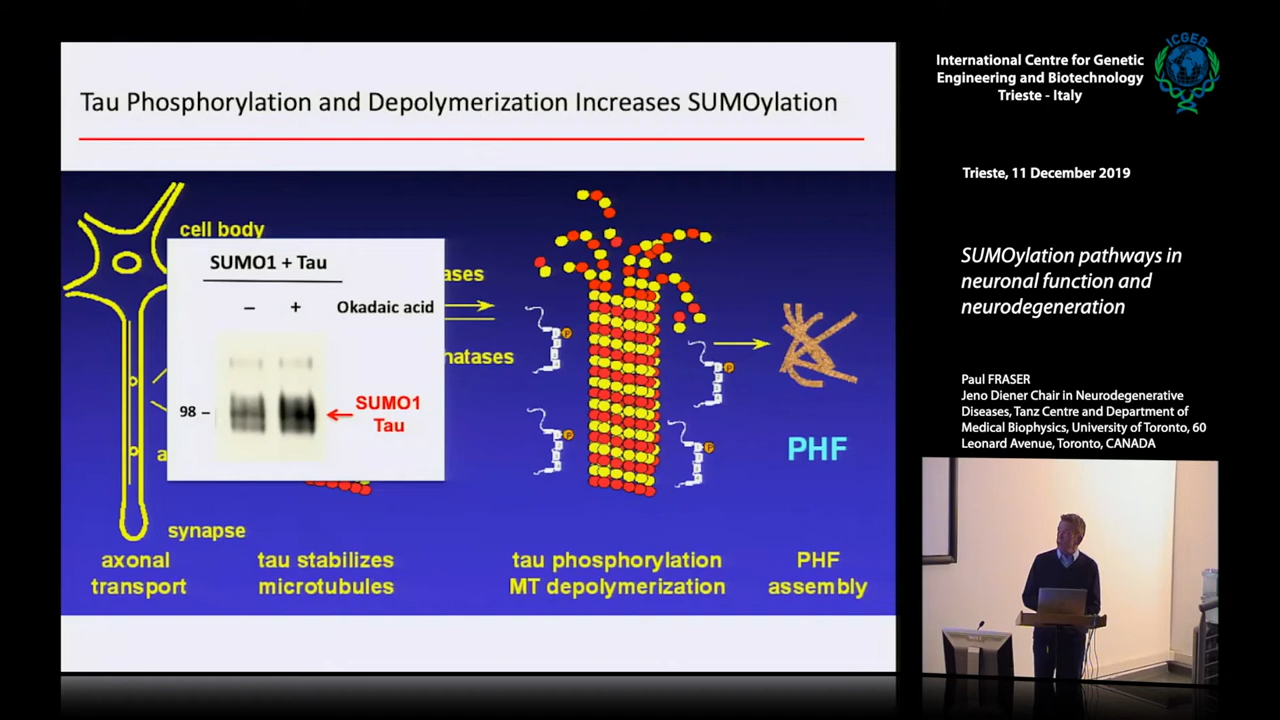 Tau Phosphorylation and Depolymerization Increases SUMOylation
cell body
SUMO1 + Tau
– +
Okadaic acid
98 –
SUMO1
Tau
PHF
synapse
axonal
transport
tau stabilizes
microtubules
tau phosphorylation
MT depolymerization
PHF
assembly
International Centre for Genetic
Engineering and Biotechnology
Trieste - Italy
ICGEB
Trieste, 11 December 2019
SUMOylation pathways in
neuronal function and
neurodegeneration
Paul FRASER
Jeno Diener Chair in Neurodegenerative
Diseases, Tanz Centre and Department of
Medical Biophysics, University of Toronto, 60
Leonard Avenue, Toronto, CANADA